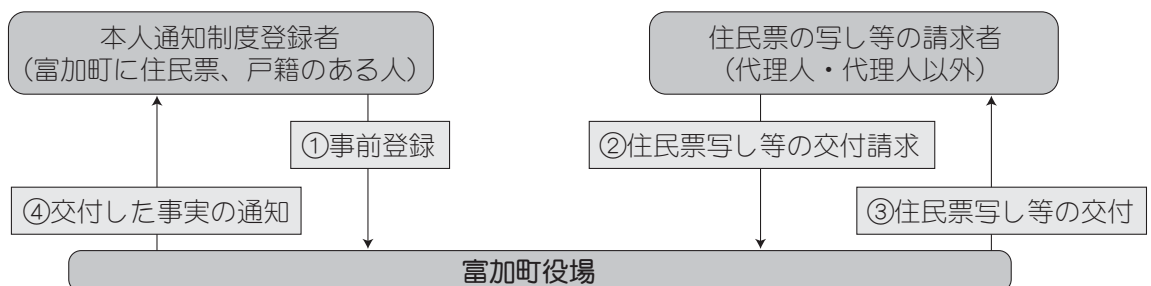 本人通知制度登録者
（富加町に住民票、戸籍のある人）
住民票の写し等の請求者
（代理人・代理人以外）
①事前登録
②住民票写し等の交付請求
④交付した事実の通知
③住民票写し等の交付
富加町役場